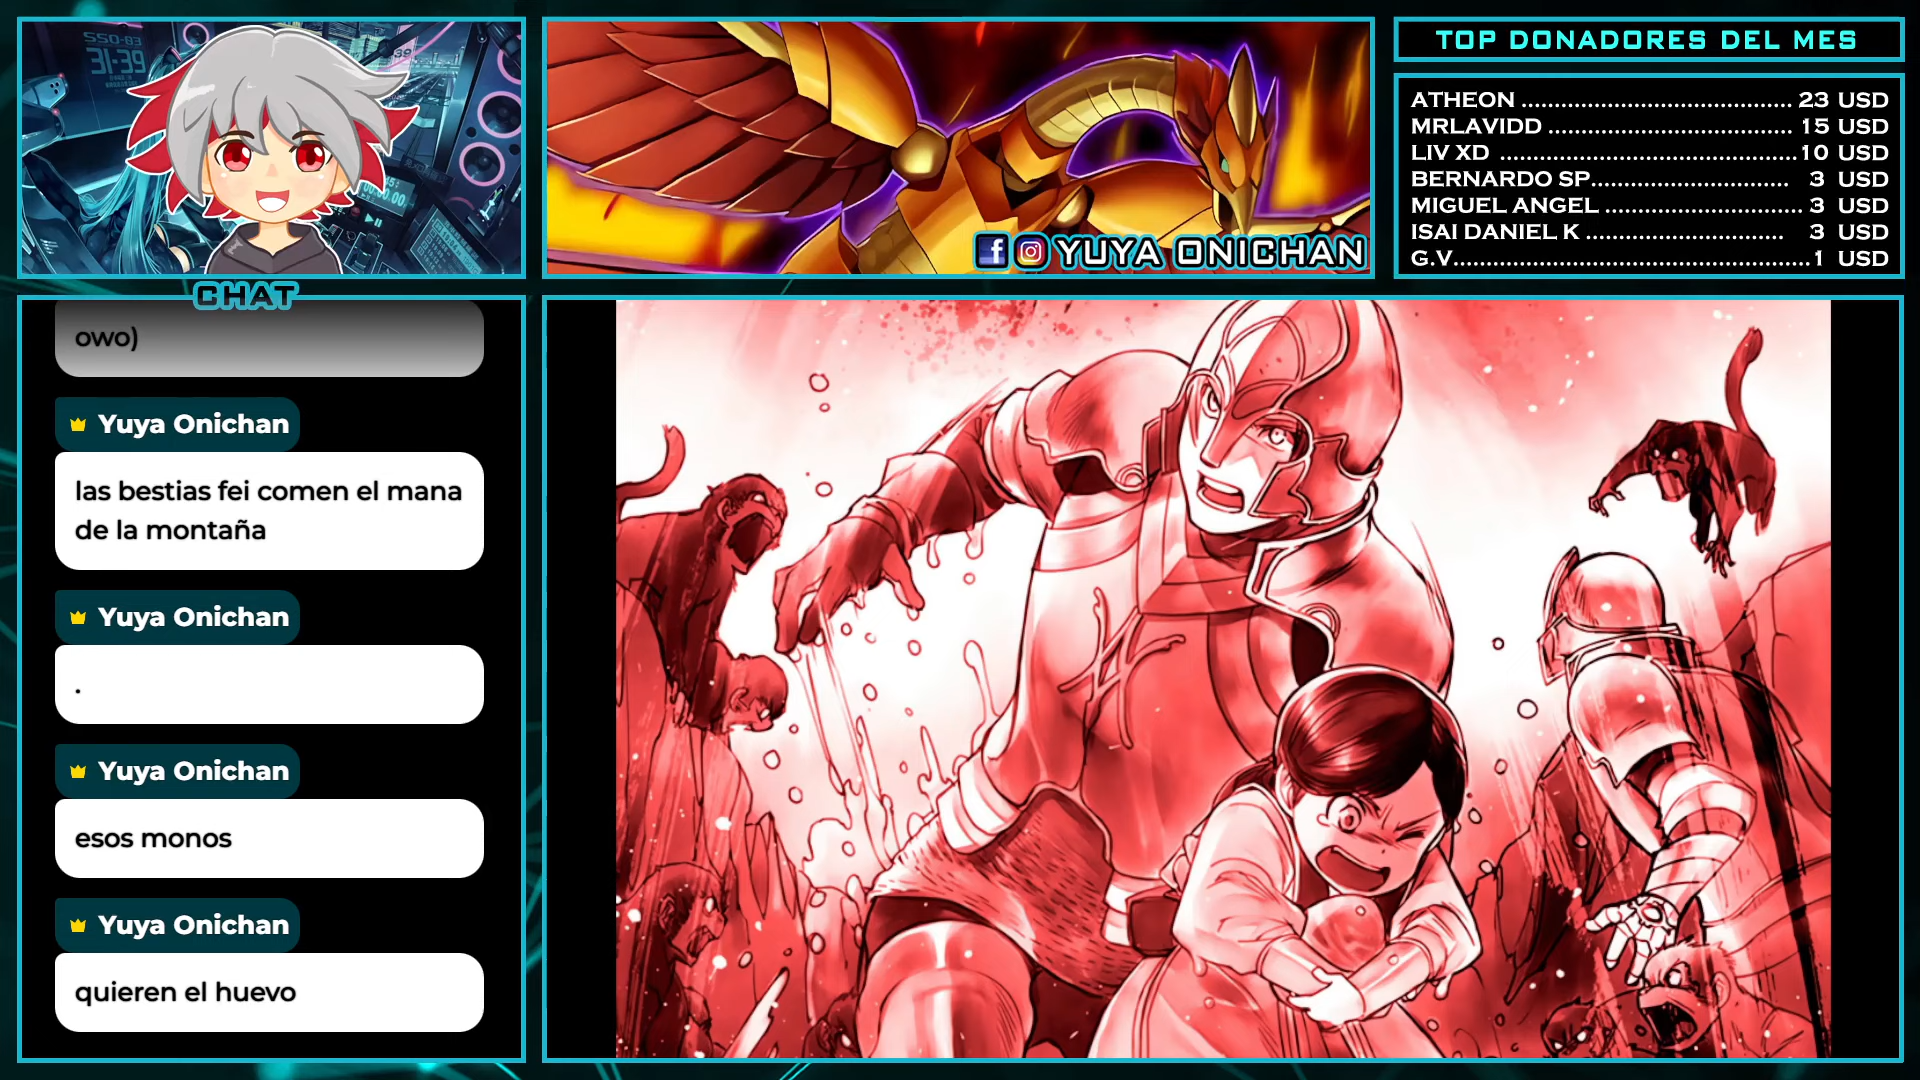 SSO-83
31:39
TOP DONADORES DEL MES
ATHEON .................................... 23 USD
MRLAVIDD ................................. 15 USD
LIV XD ........................................10 USD
BERNARDO SP........................... 3 USD
MIGUEL ANGEL ........................... 3 USD
ISAI DANIEL K ........................... 3 USD
G.V................................................1 USD
YUYA ONICHAN
CHAT
owo)
Yuya Onichan
las bestias fei comen el mana
de la montaña
Yuya Onichan
.
Yuya Onichan
esos monos
Yuya Onichan
quieren el huevo